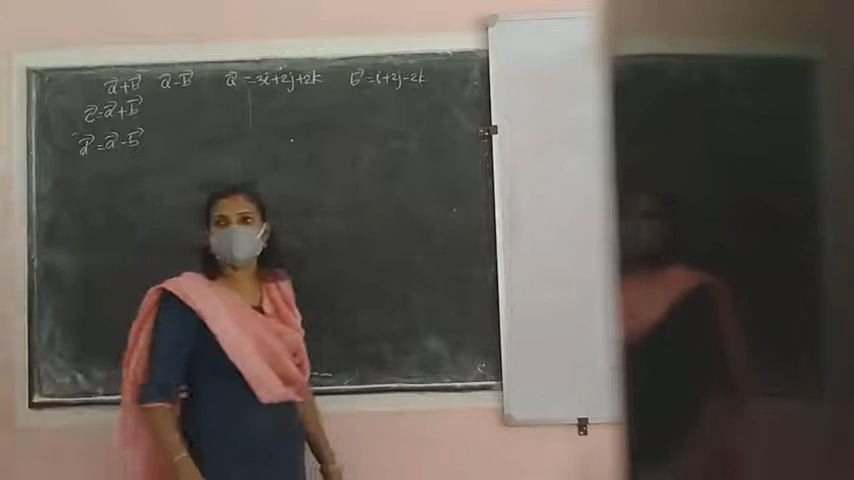 a⃗+b⃗ a⃗-b⃗ a⃗ =3i+2j+2k b⃗ =i+2j-2k
c⃗=a⃗+b⃗
d⃗=a⃗-b⃗